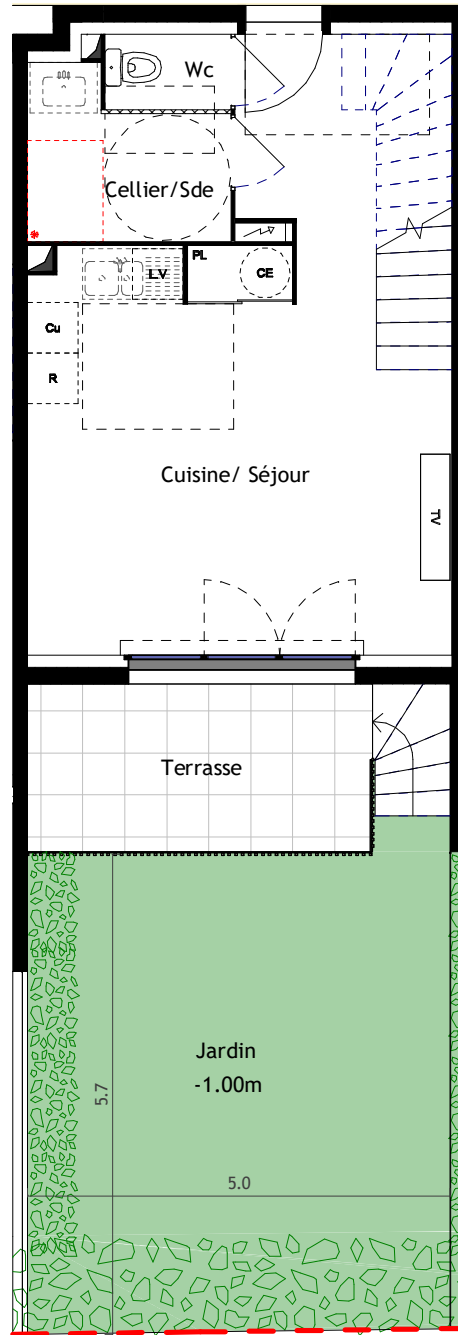 Wc
Cellier/Sde
PL
CE
LV
Cu
R
Cuisine/ Séjour
TV
Terrasse
Jardin
-1.00m
5.7
5.0